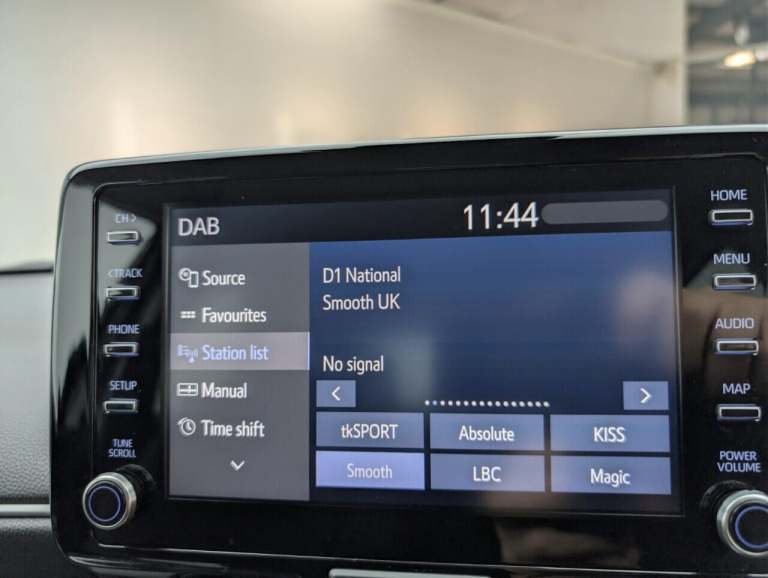 CH >
<TRACK
PHONE
SETUP
TUNE
SCROLL
DAB
11:44
Source
Favourites
Station list
Manual
Time shift
D1 National
Smooth UK
No signal
<
>
tkSPORT
Absolute
KISS
Smooth
LBC
Magic
HOME
MENU
AUDIO
MAP
POWER
VOLUME